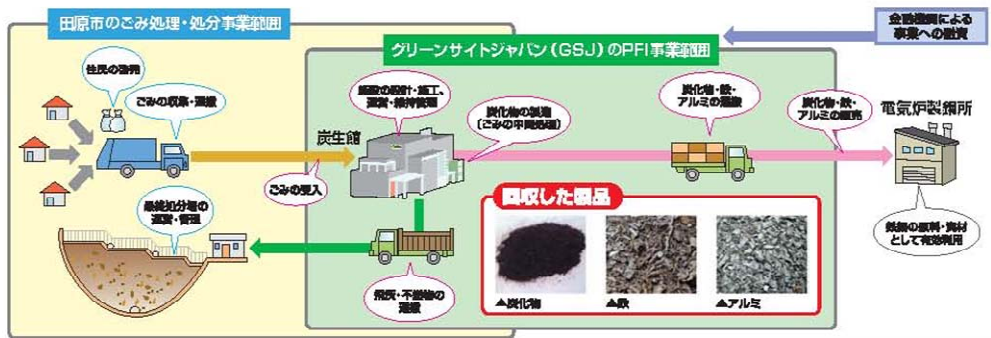 田原市のごみ処理・処分事業範囲
金融機関による
事業への融資
グリーンサイトジャパン(GSJ)のPFI事業範囲
住民の啓発
ごみの収集・運搬
施設の設計・施工、
運営・維持管理
炭化物の製造
(ごみの中間処理)
炭化物・鉄・
アルミの運搬
炭化物・鉄・
アルミの販売
電気炉製鋼所
炭生館
ごみの受入
最終処分場の
運営・管理
回収した製品
鉄鋼の原料・資材
として有効利用
飛灰・不燃物の
運搬
▲炭化物
▲鉄
▲アルミ